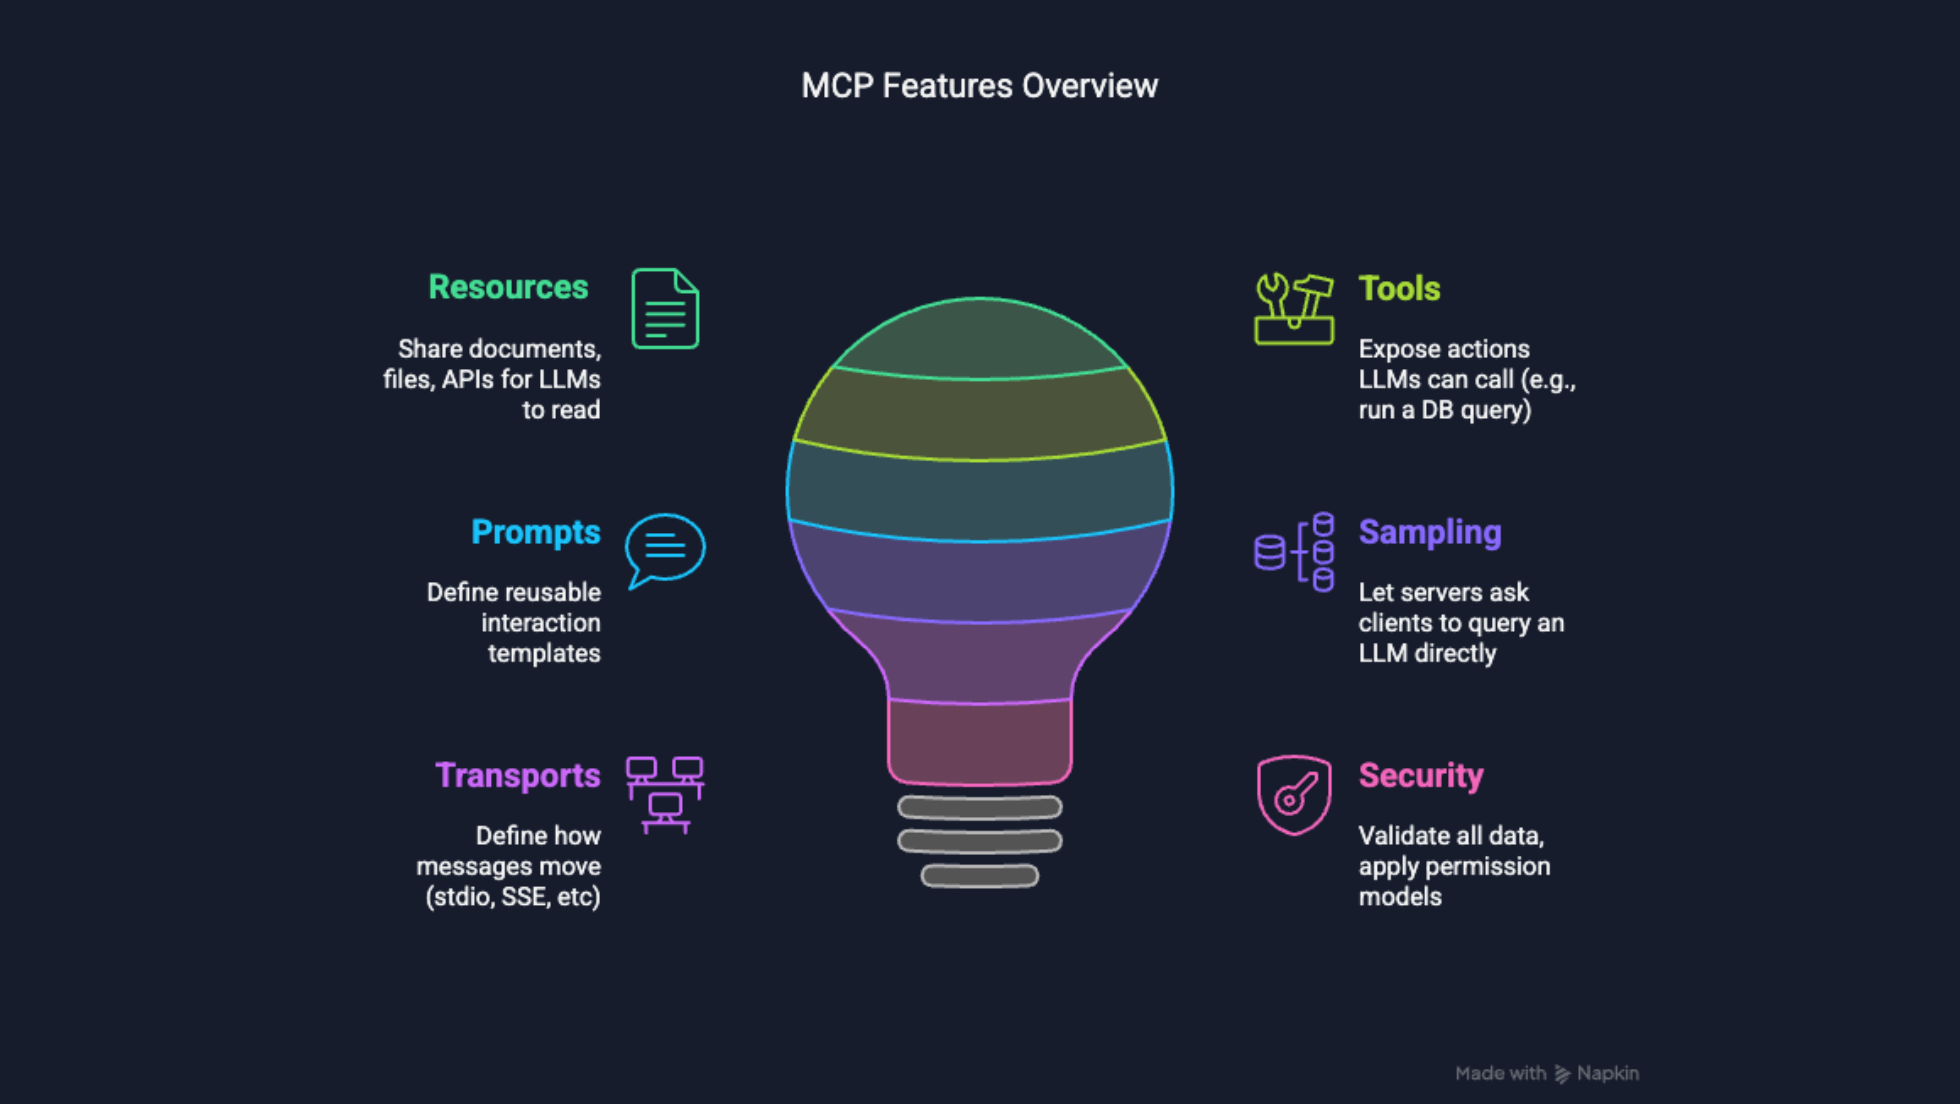 MCP Features Overview
Resources
Share documents,
files, APIs for LLMs
to read
Tools
Expose actions
LLMs can call (e.g.,
run a DB query)
Prompts
Define reusable
interaction
templates
Sampling
Let servers ask
clients to query an
LLM directly
Transports
Define how
messages move
(stdio, SSE, etc)
Security
Validate all data,
apply permission
models
Made with Napkin